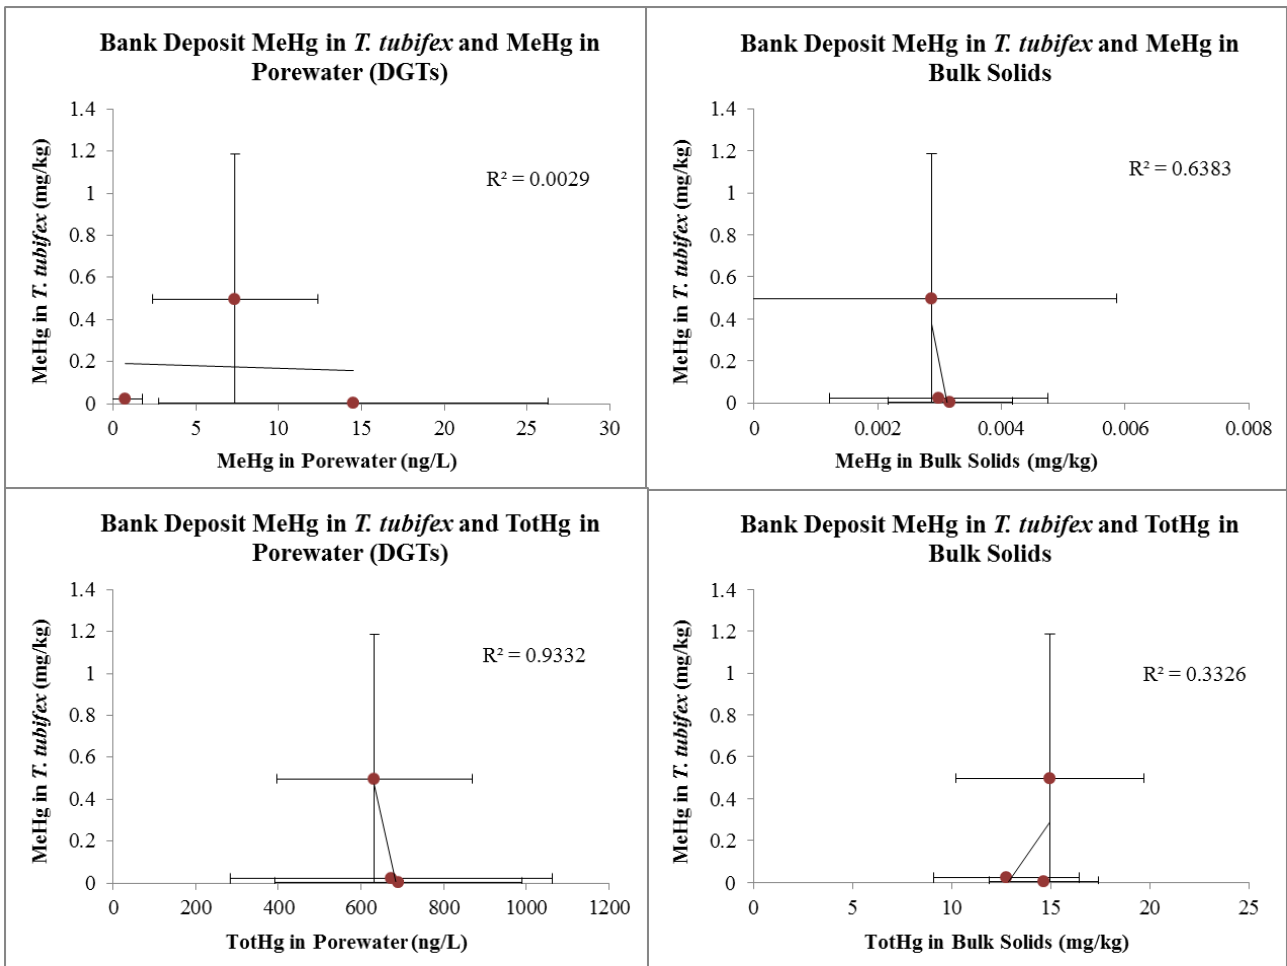 Bank Deposit MeHg in T. tubifex and MeHg in
Porewater (DGTs)
MeHg in T. tubifex (mg/kg)
1.4
1.2
1
0.8
0.6
0.4
0.2
0
R² = 0.0029
0 5 10 15 20 25 30
MeHg in Porewater (ng/L)
Bank Deposit MeHg in T. tubifex and MeHg in
Bulk Solids
MeHg in T. tubifex (mg/kg)
1.4
1.2
1
0.8
0.6
0.4
0.2
0
R² = 0.6383
0 0.002 0.004 0.006 0.008
MeHg in Bulk Solids (mg/kg)
Bank Deposit MeHg in T. tubifex and TotHg in
Porewater (DGTs)
MeHg in T. tubifex (mg/kg)
1.4
1.2
1
0.8
0.6
0.4
0.2
0
R² = 0.9332
0 200 400 600 800 1000 1200
TotHg in Porewater (ng/L)
Bank Deposit MeHg in T. tubifex and TotHg in
Bulk Solids
MeHg in T. tubifex (mg/kg)
1.4
1.2
1
0.8
0.6
0.4
0.2
0
R² = 0.3326
0 5 10 15 20 25
TotHg in Bulk Solids (mg/kg)